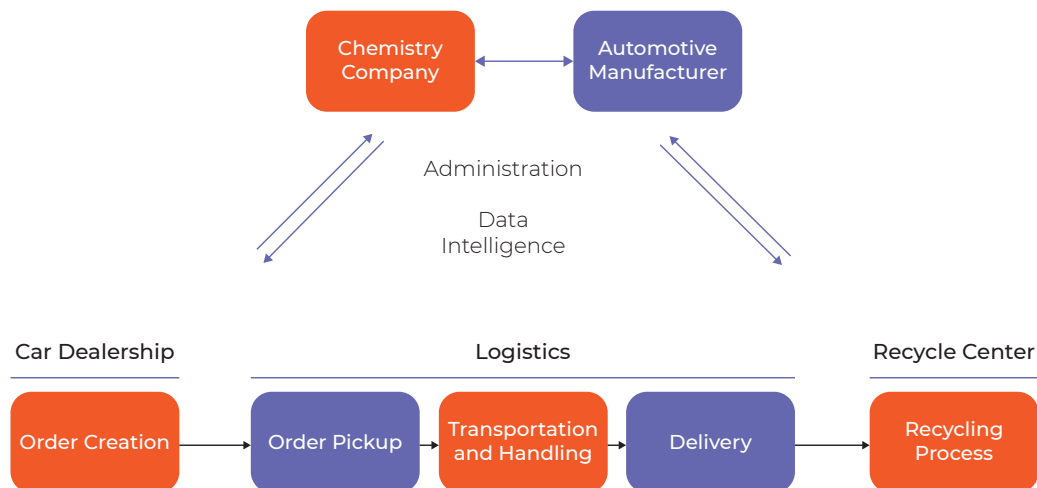 Chemistry
Company
Automotive
Manufacturer
Administration
Data
Intelligence
Car Dealership
Logistics
Recycle Center
Order Creation
Order Pickup
Transportation
and Handling
Delivery
Recycling
Process